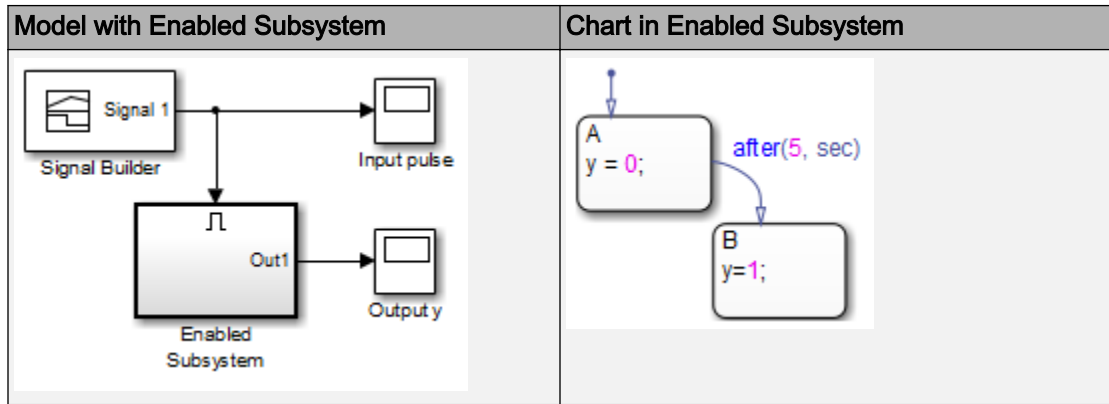 Model with Enabled Subsystem
Chart in Enabled Subsystem
Signal 1
Signal Builder
Input pulse
Out1
Output y
Enabled
Subsystem
A
y = 0;
after(5, sec)
B
y=1;